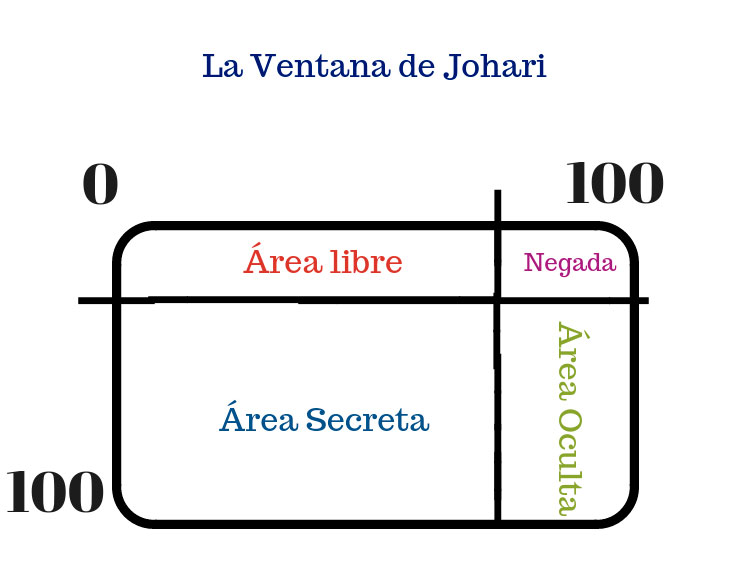 La Ventana de Johari
0
100
Área libre
Negada
Área Secreta
Área Oculta
100